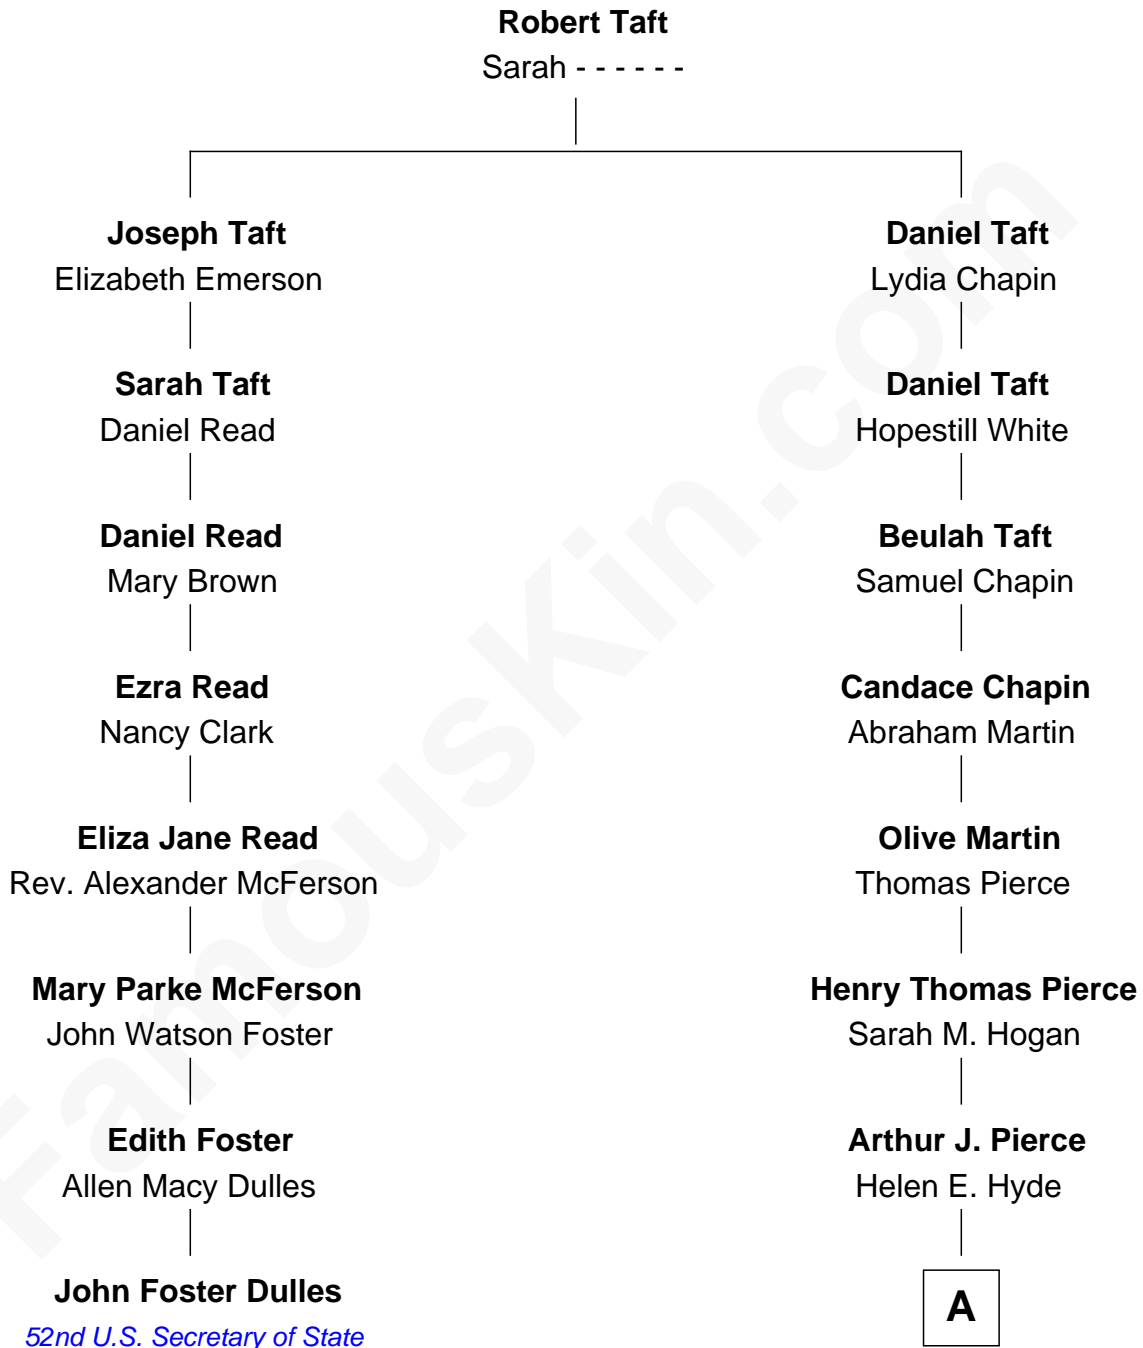 Robert Taft
Sarah - - - - - -
Joseph Taft
Elizabeth Emerson
Daniel Taft
Lydia Chapin
Sarah Taft
Daniel Read
Daniel Taft
Hopestill White
Daniel Read
Mary Brown
Beulah Taft
Samuel Chapin
Ezra Read
Nancy Clark
Candace Chapin
Abraham Martin
Eliza Jane Read
Rev. Alexander McFerson
Olive Martin
Thomas Pierce
Mary Parke McFerson
John Watson Foster
Henry Thomas Pierce
Sarah M. Hogan
Edith Foster
Allen Macy Dulles
Arthur J. Pierce
Helen E. Hyde
John Foster Dulles
52nd U.S. Secretary of State
A
FamousKin.com